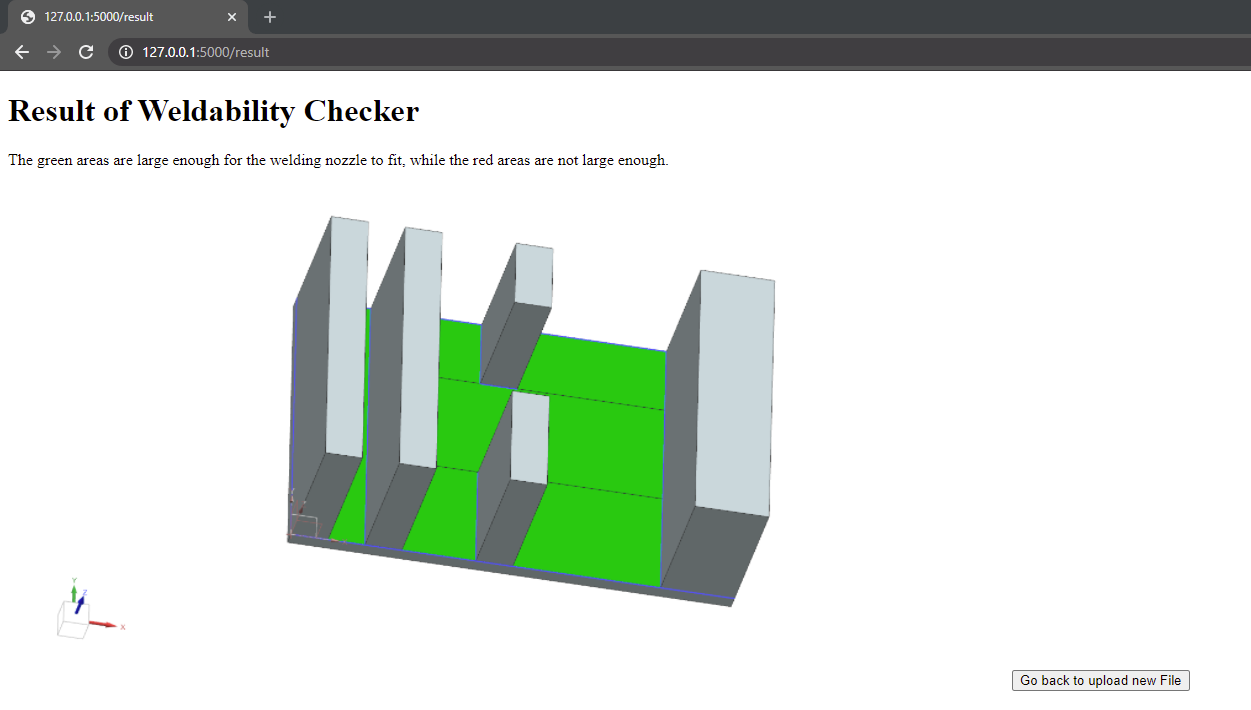 127.0.0.1:5000/result
127.0.0.1:5000/result
Result of Weldability Checker
The green areas are large enough for the welding nozzle to fit, while the red areas are not large enough.
Y
Z
X
Go back to upload new File